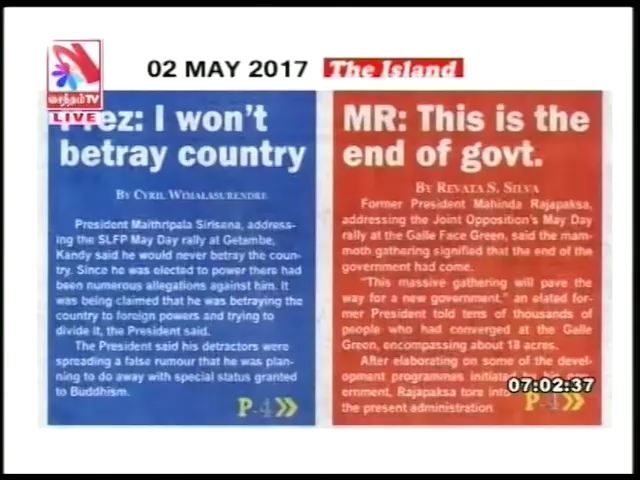 வசந்தம்TV
LIVE
02 MAY 2017 The Island
Prez: I won't
betray country
BY CYRIL WIMALASURENDRE
President Maithripala Sirisena, address-
ing the SLFP May Day rally at Getambe,
Kandy said he would never betray the coun-
try. Since he was elected to power there had
been numerous allegations against him. It
was being claimed that he was betraying the
country to foreign powers and trying to
divide it, the President said.
The President said his detractors were
spreading a false rumour that he was plan-
ning to do away with special status granted
to Buddhism.
P-4
MR: This is the
end of govt.
BY REVATA S. SILVA
Former President Mahinda Rajapaksa,
addressing the Joint Opposition's May Day
rally at the Galle Face Green, said the mam-
moth gathering signified that the end of the
government had come.
"This massive gathering will pave the
way for a new government," an elated for-
mer President told tens of thousands of
people who had converged at the Galle
Green, encompassing about 18 acres.
After elaborating on some of the devel-
opment programmes initiated
ernment, Rajapaksa tore into
the present administration
P-4
07:02:37